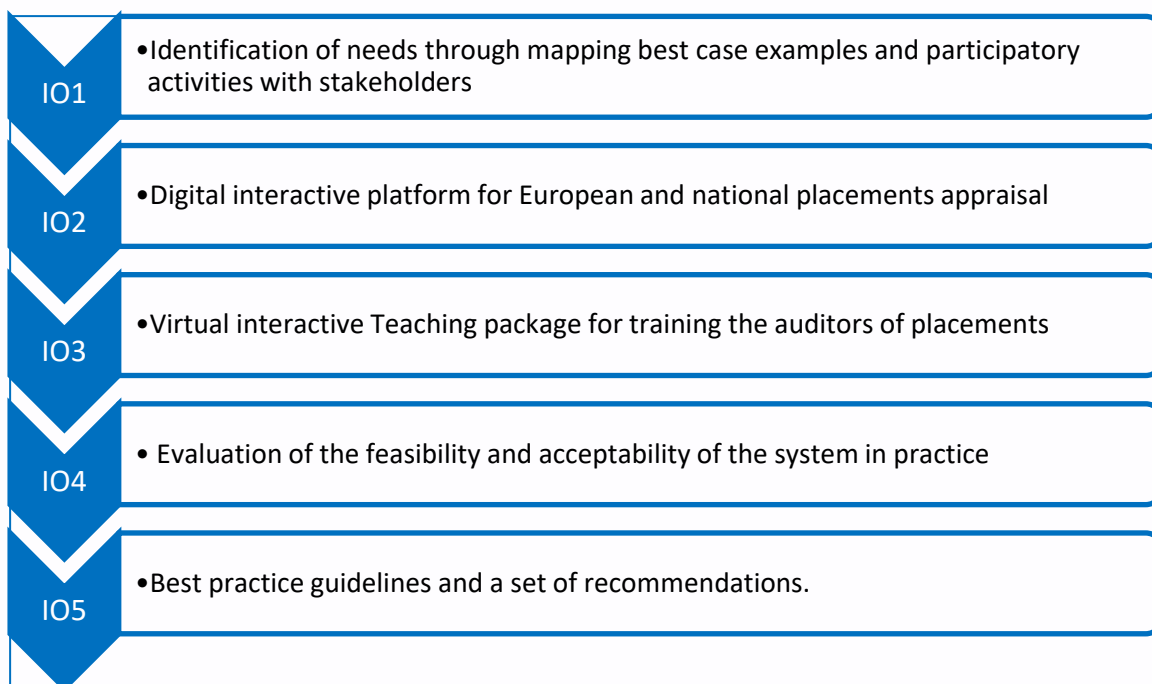 IO1
•Identification of needs through mapping best case examples and participatory
activities with stakeholders
IO2
•Digital interactive platform for European and national placements appraisal
IO3
•Virtual interactive Teaching package for training the auditors of placements
IO4
• Evaluation of the feasibility and acceptability of the system in practice
IO5
•Best practice guidelines and a set of recommendations.